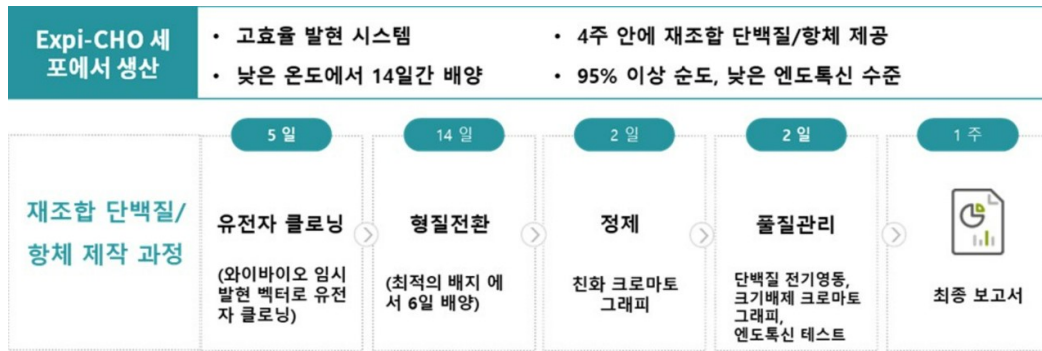 Expi-CHO 세
포에서 생산
• 고효율 발현 시스템
• 낮은 온도에서 14일간 배양
• 4주 안에 재조합 단백질/항체 제공
• 95% 이상 순도, 낮은 엔도톡신 수준
재조합 단백질/
항체 제작 과정
5 일
유전자 클로닝
(와이바이오 임시
발현 벡터로 유전
자 클로닝)
14 일
형질전환
(최적의 배지 에
서 6일 배양)
2 일
정제
친화 크로마토
그래피
2 일
풀질관리
단백질 전기영동,
크기배제 크로마토
그래피,
엔도톡신 테스트
1 주
최종 보고서